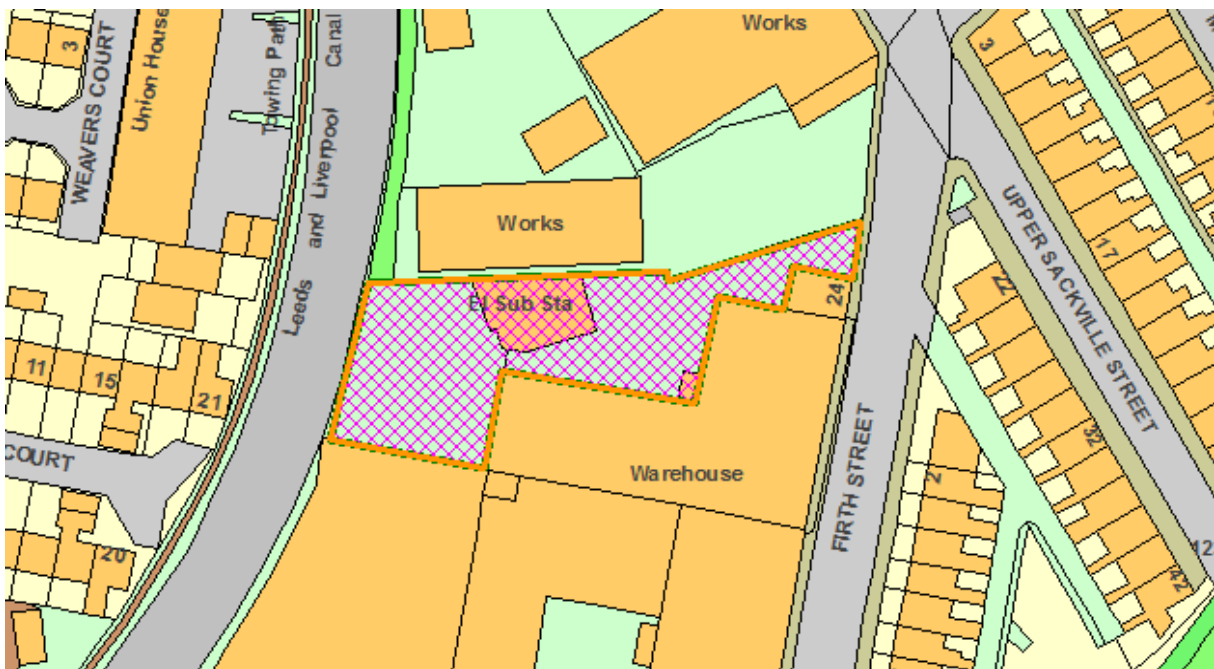 3
WEAVERS COURT
Union House
Towing Path
Leeds and Liverpool Canal
Works
3
Works
UPPER SACKVILLE STREET
17
22
El Sub Sta
24
11
15
21
COURT
Warehouse
FIRTH STREET
2
32
20
42